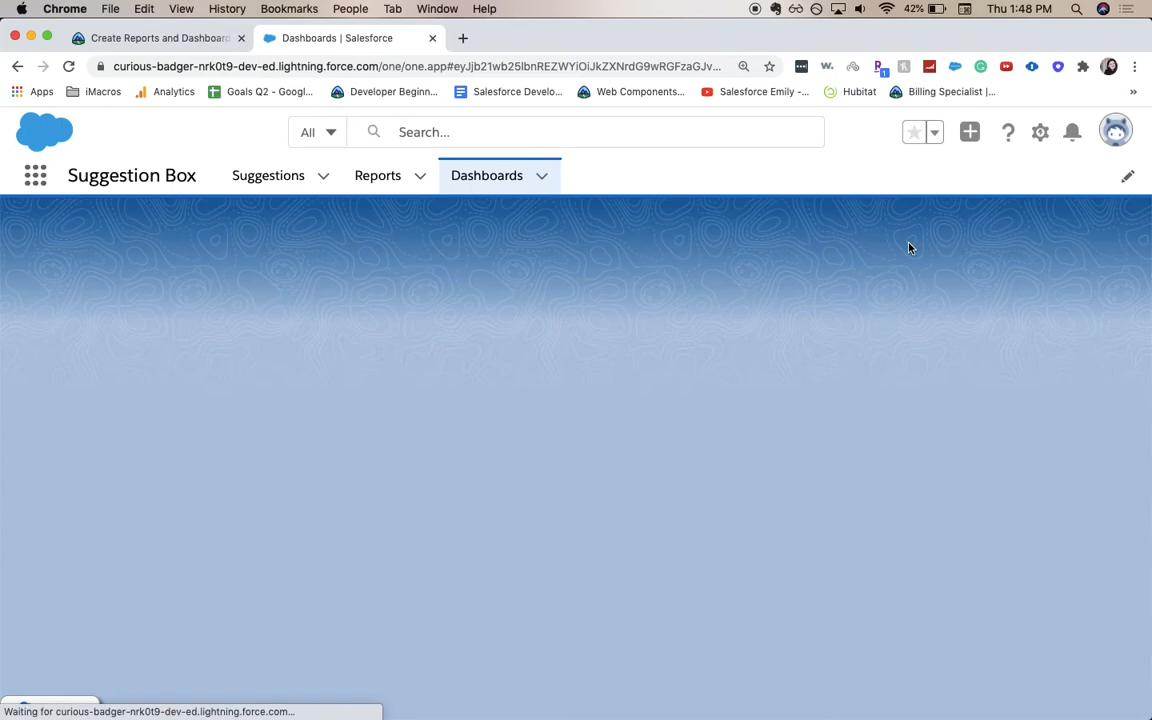 Chrome File Edit View History Bookmarks People Tab Window Help 42% Thu 1:48 PM
Create Reports and Dashboard Dashboards | Salesforce
curious-badger-nrk0t9-dev-ed.lightning.force.com/one/one.app#eyJjb21wb25lbnREZWYiOiJkZXNrdG9wRGFzaGJv...
Apps iMacros Analytics Goals Q2 - Googl... Developer Beginn... Salesforce Develo... Web Components... Salesforce Emily -... Hubitat Billing Specialist |... »
All Search...
Suggestion Box Suggestions Reports Dashboards
Waiting for curious-badger-nrk0t9-dev-ed.lightning.force.com...